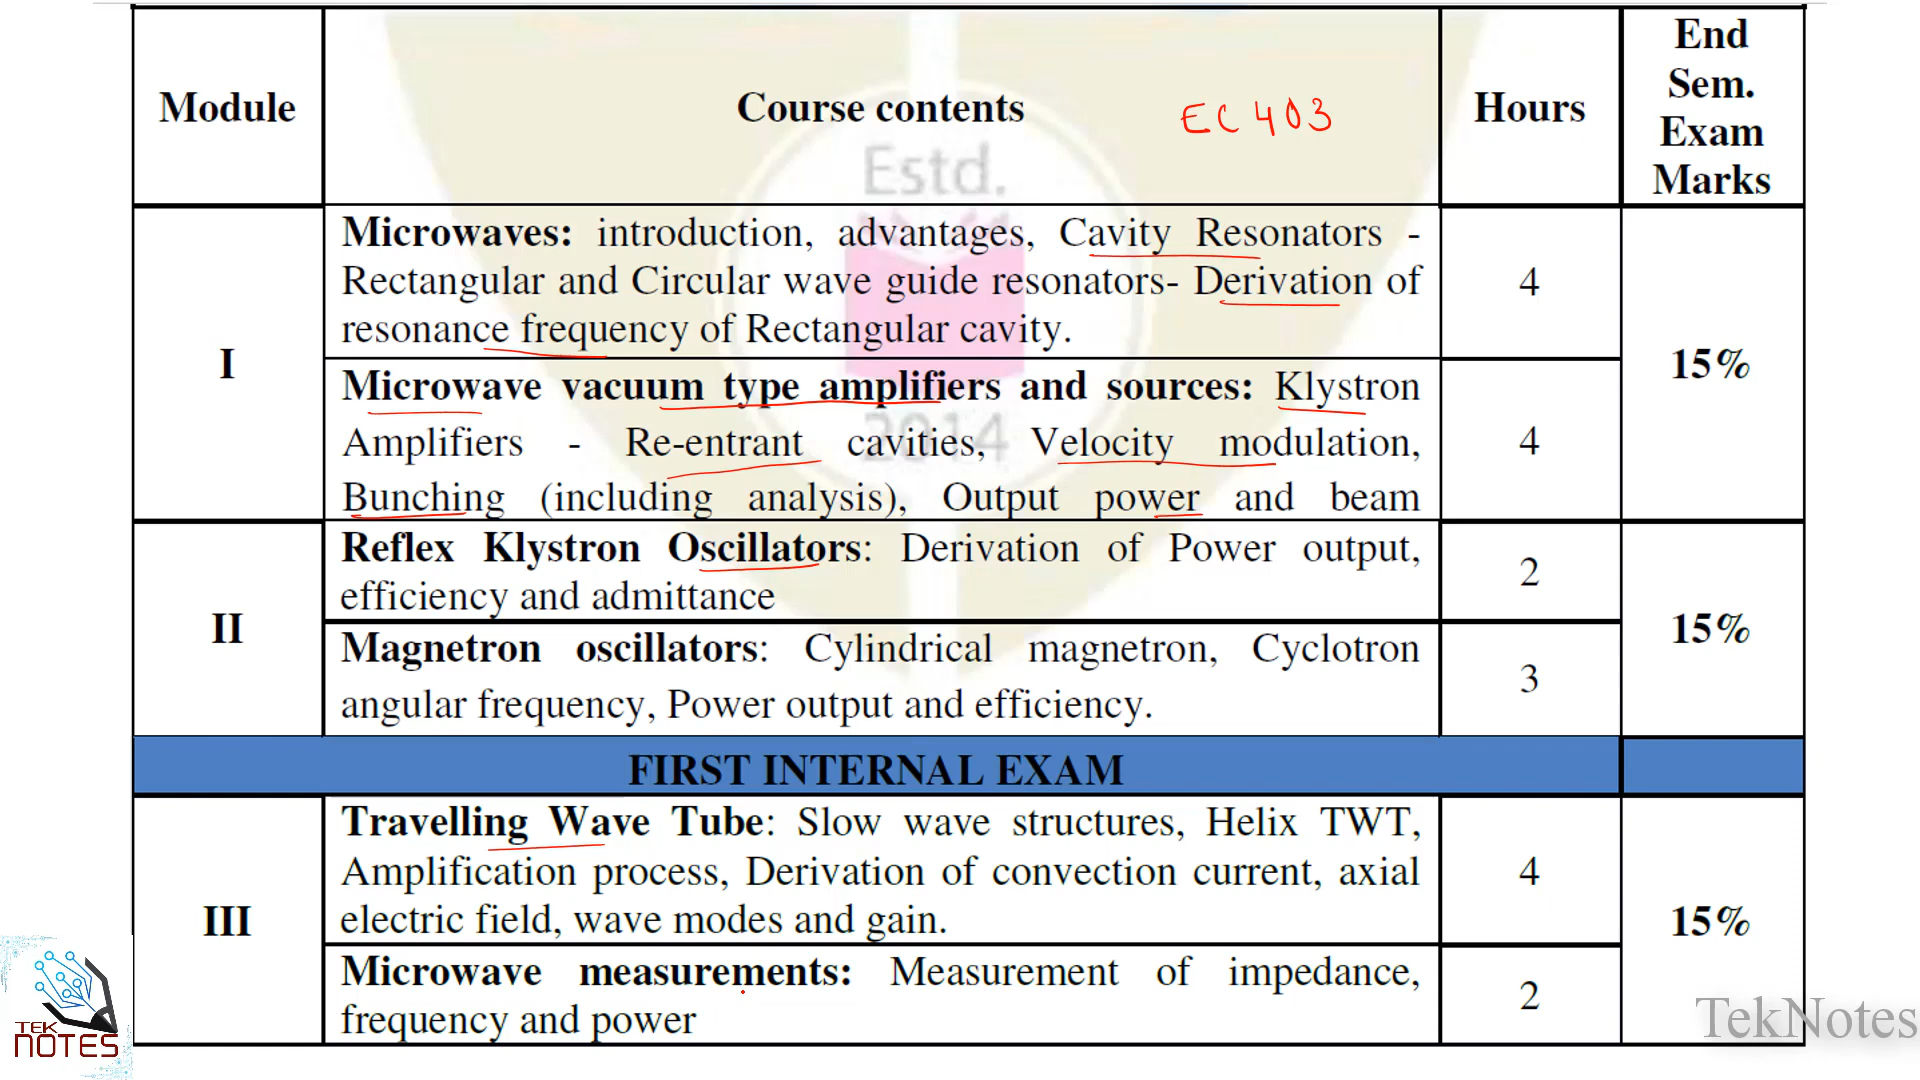 Module
Course contents
EC 403
Hours
End
Sem.
Exam
Marks
Estd.
2014
I
Microwaves: introduction, advantages, Cavity Resonators -
Rectangular and Circular wave guide resonators- Derivation of
resonance frequency of Rectangular cavity.
4
15%
Microwave vacuum type amplifiers and sources: Klystron
Amplifiers - Re-entrant cavities, Velocity modulation,
Bunching (including analysis), Output power and beam
4
II
Reflex Klystron Oscillators: Derivation of Power output,
efficiency and admittance
2
15%
Magnetron oscillators: Cylindrical magnetron, Cyclotron
angular frequency, Power output and efficiency.
3
FIRST INTERNAL EXAM
III
Travelling Wave Tube: Slow wave structures, Helix TWT,
Amplification process, Derivation of convection current, axial
electric field, wave modes and gain.
4
15%
Microwave measurements: Measurement of impedance,
frequency and power
2
TEK
NOTES
TekNotes